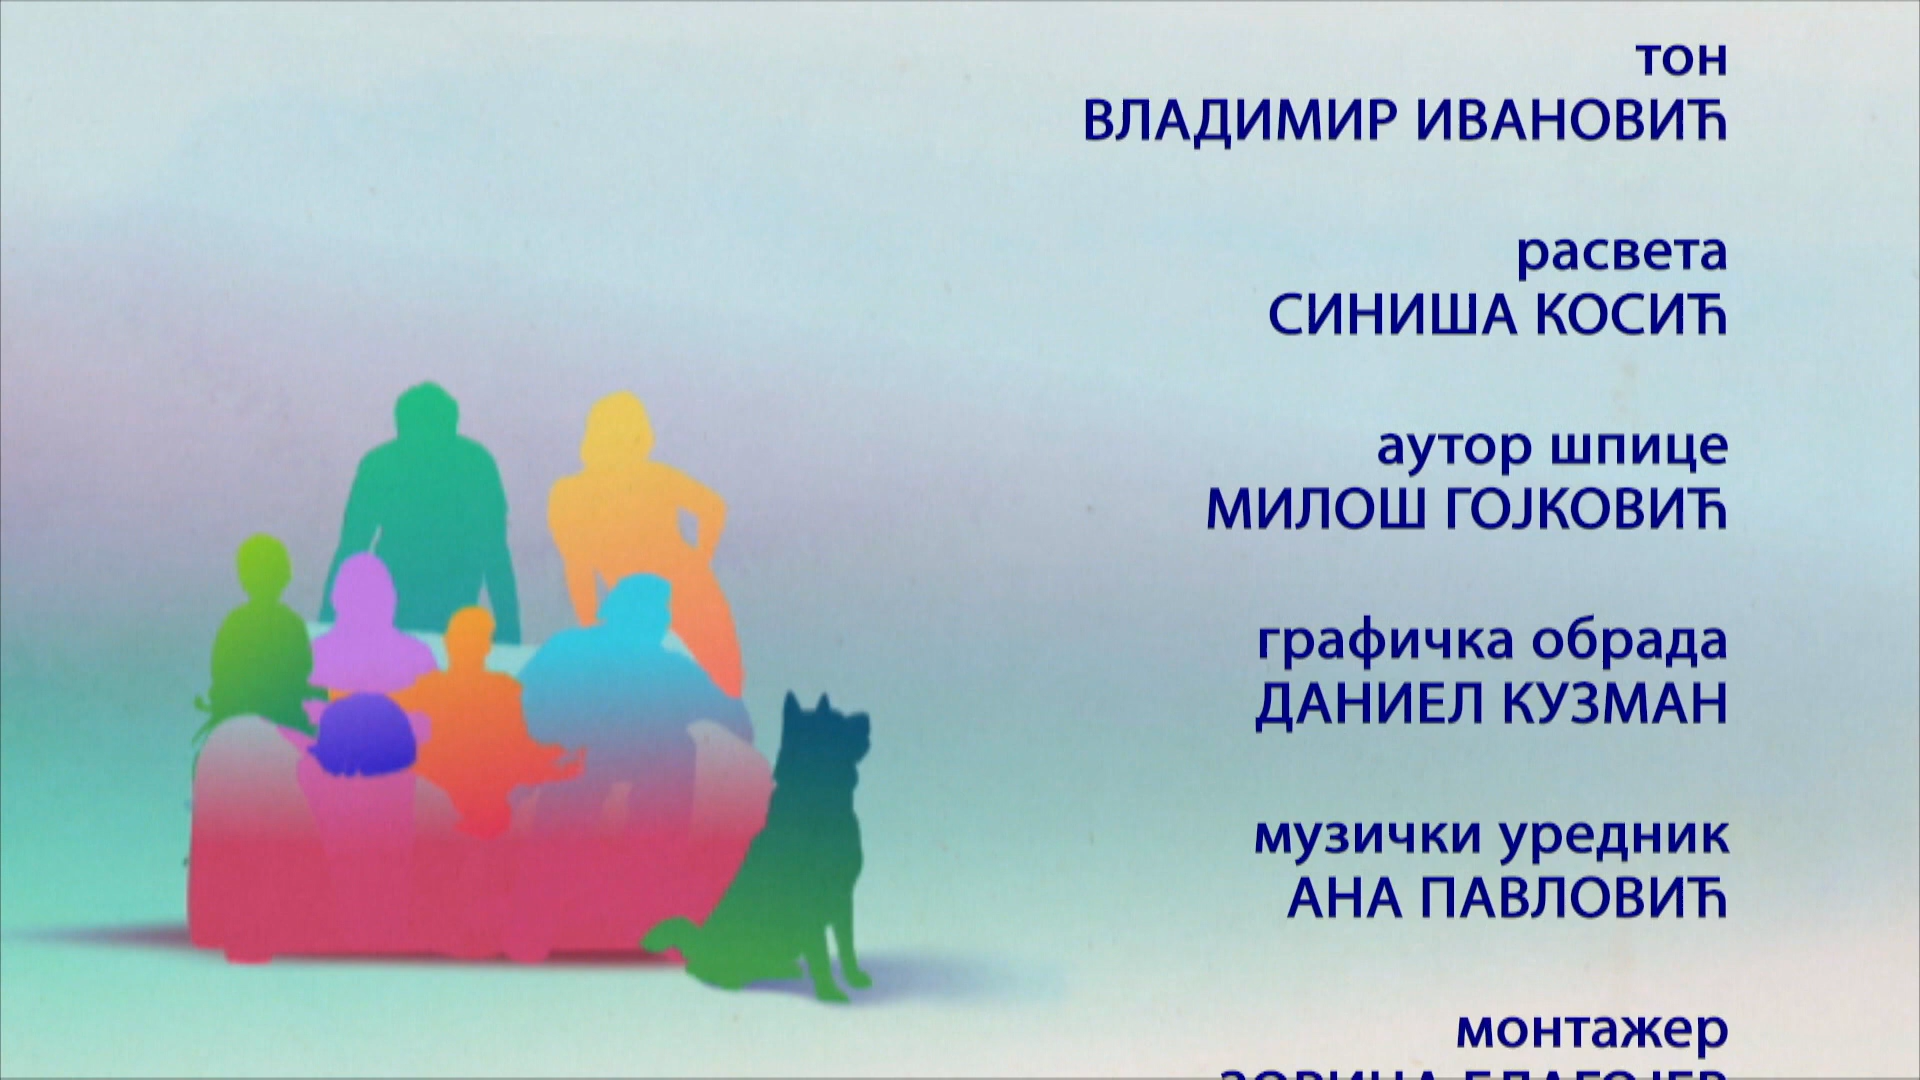 тон
ВЛАДИМИР ИВАНОВИЋ
расвета
СИНИША КОСИЋ
аутор шпице
МИЛОШ ГОЈКОВИЋ
графичка обрада
ДАНИЕЛ КУЗМАН
музички уредник
АНА ПАВЛОВИЋ
монтажер